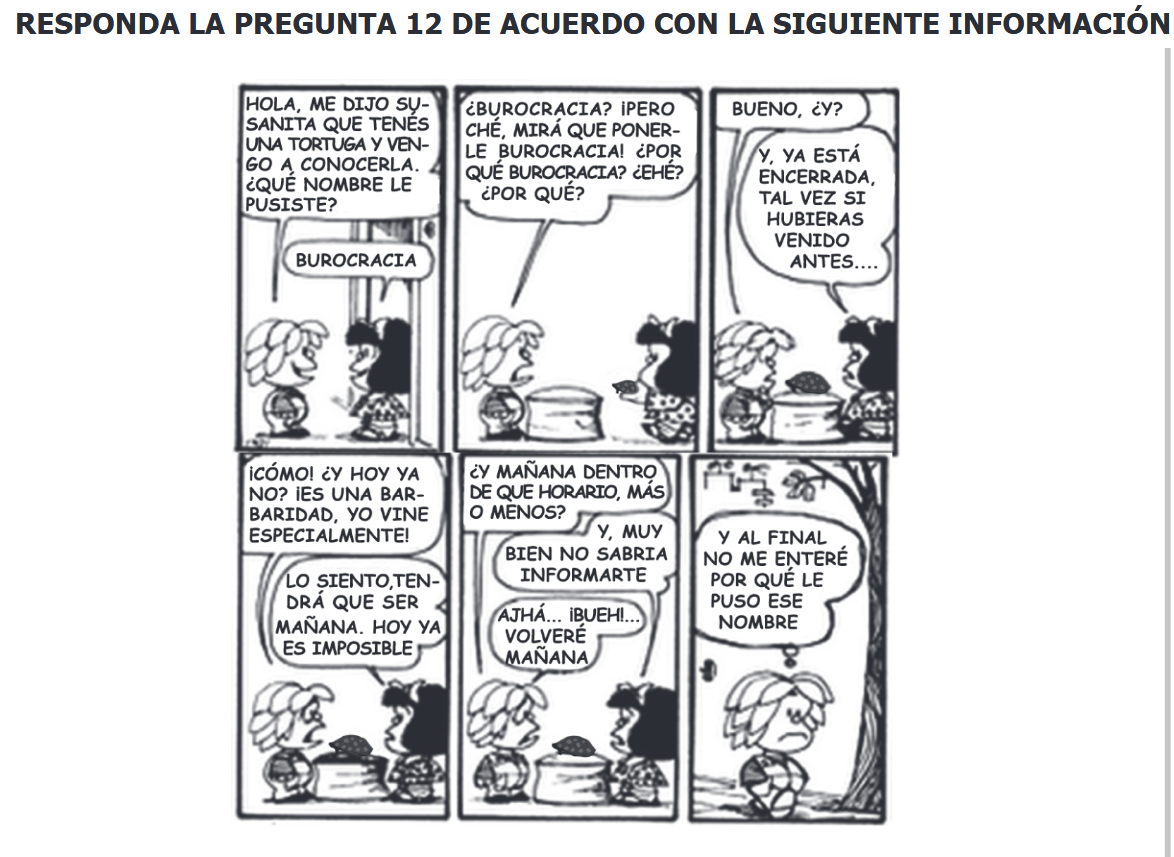 RESPONDA LA PREGUNTA 12 DE ACUERDO CON LA SIGUIENTE INFORMACIÓN
HOLA, ME DIJO SU-
SANITA QUE TENÉS
UNA TORTUGA Y VEN-
GO A CONOCERLA.
¿QUÉ NOMBRE LE
PUSISTE?
BUROCRACIA
¿BUROCRACIA? ¡PERO
CHÉ, MIRÁ QUE PONER-
LE BUROCRACIA! ¿POR
QUÉ BUROCRACIA? ¿EHÉ?
¿POR QUÉ?
BUENO, ¿Y?
Y, YA ESTÁ
ENCERRADA,
TAL VEZ SI
HUBIERAS
VENIDO
ANTES....
¡CÓMO! ¿Y HOY YA
NO? ¡ES UNA BAR-
BARIDAD, YO VINE
ESPECIALMENTE!
LO SIENTO,TEN-
DRÁ QUE SER
MAÑANA. HOY YA
ES IMPOSIBLE
¿Y MAÑANA DENTRO
DE QUE HORARIO, MÁS
O MENOS?
Y, MUY
BIEN NO SABRIA
INFORMARTE
AJHÁ... ¡BUEH!...
VOLVERÉ
MAÑANA
Y AL FINAL
NO ME ENTERÉ
POR QUÉ LE
PUSO ESE
NOMBRE